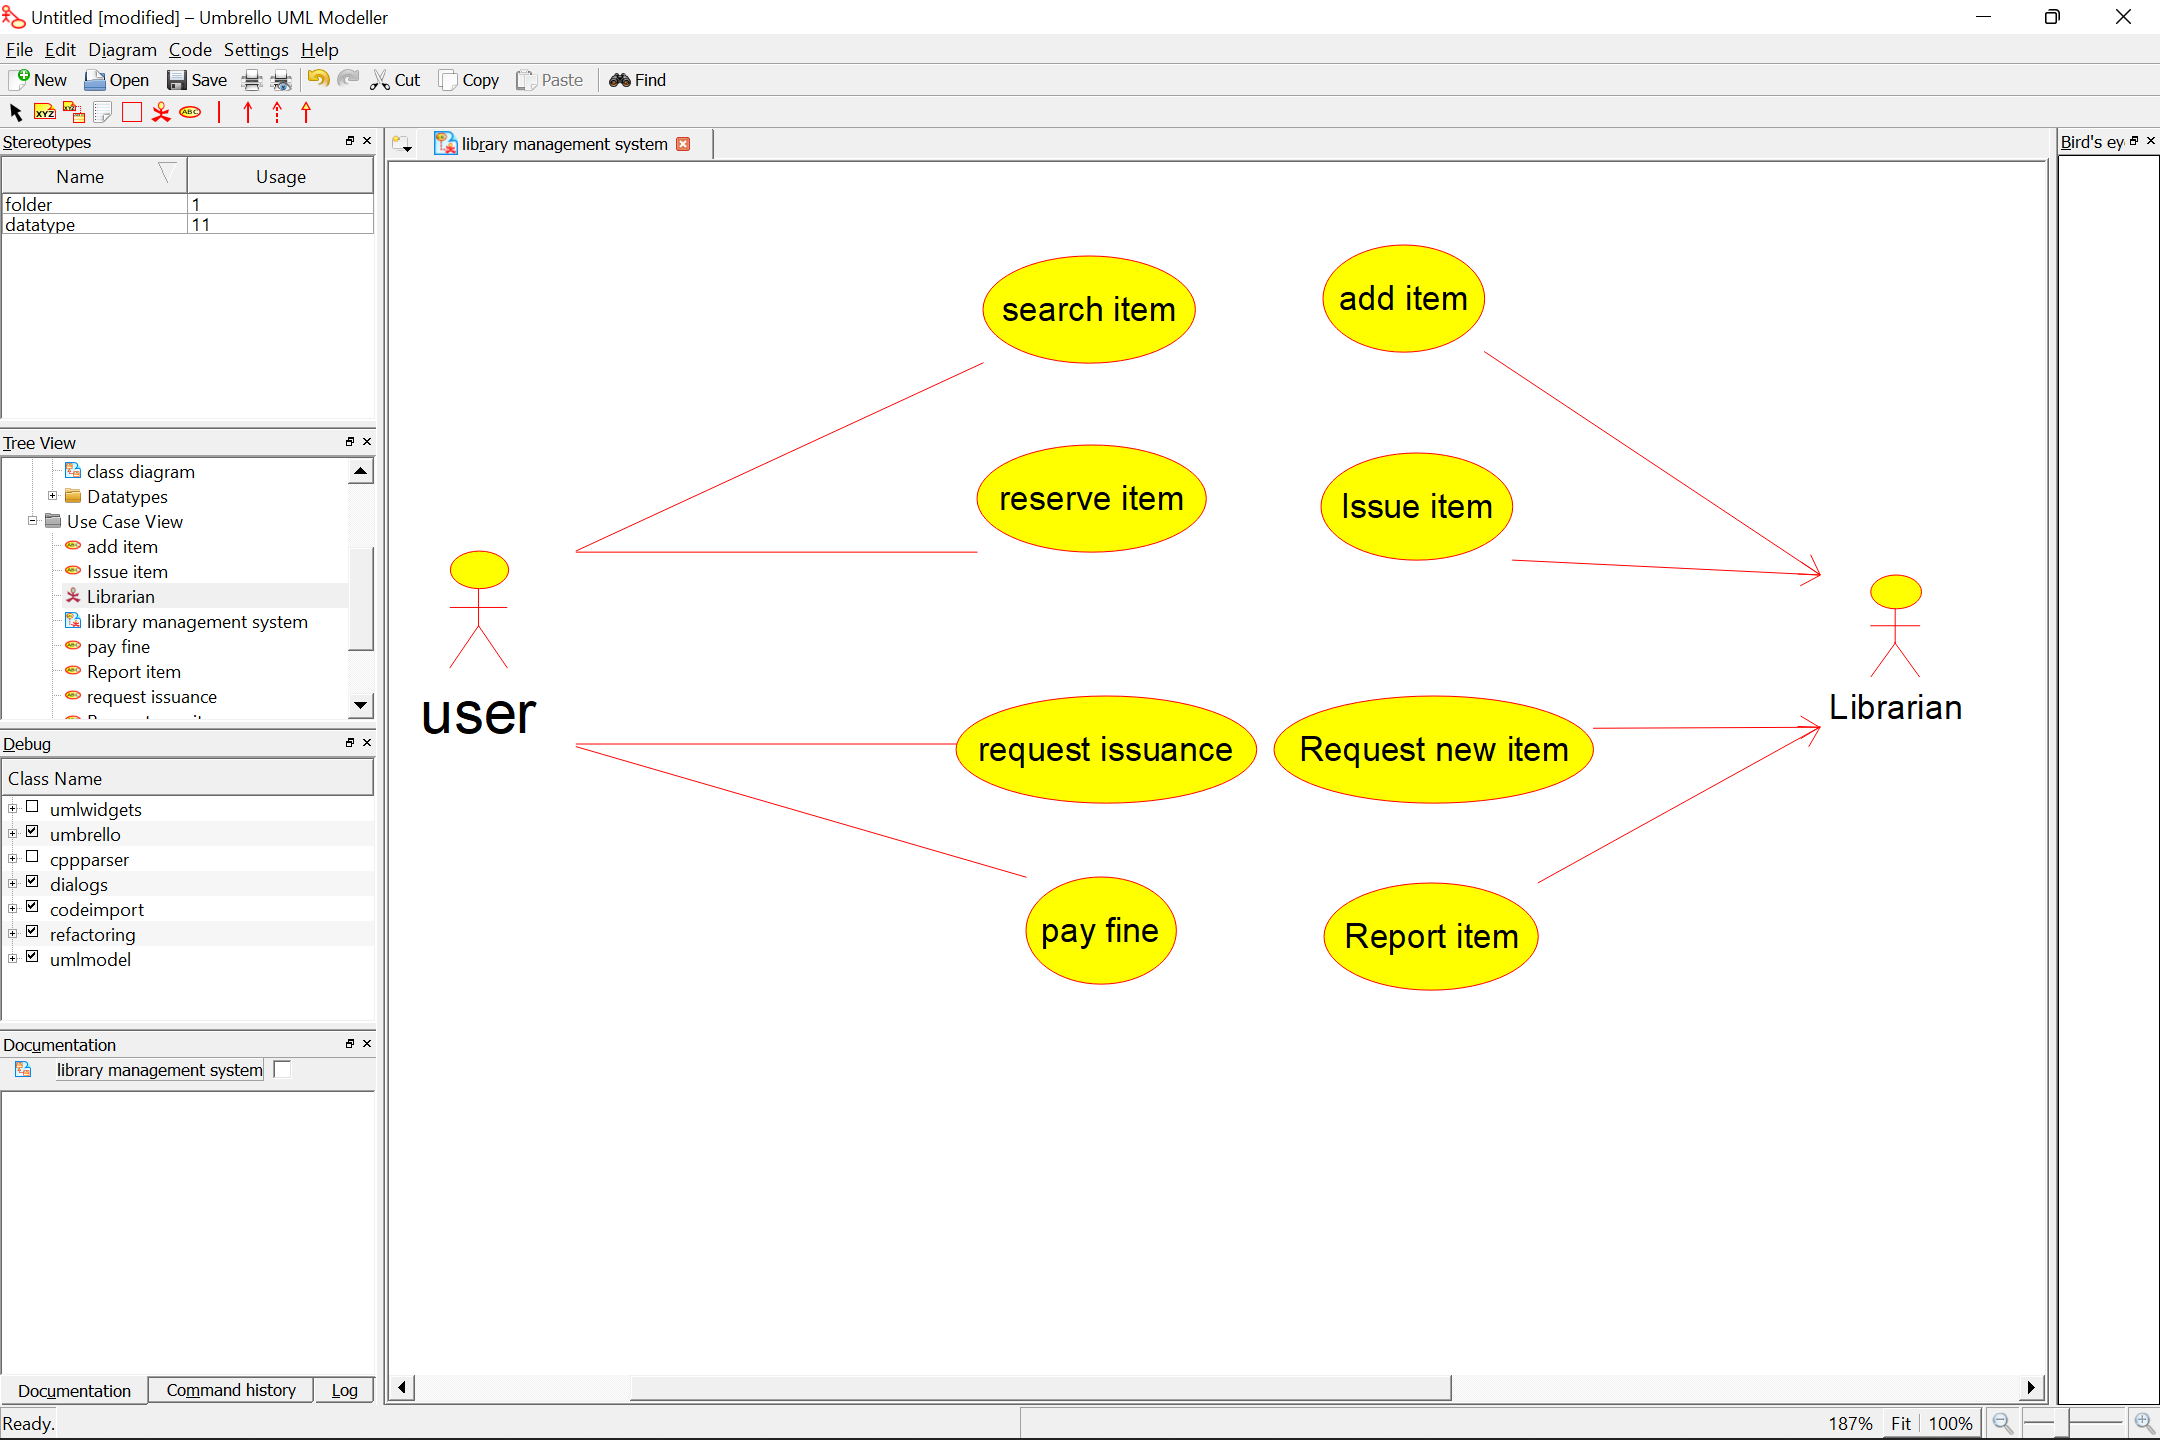 Untitled [modified] – Umbrello UML Modeller
File Edit Diagram Code Settings Help
New Open Save Cut Copy Paste Find
Stereotypes
Name Usage
folder 1
datatype 11
Tree View
class diagram
Datatypes
Use Case View
add item
Issue item
Librarian
library management system
pay fine
Report item
request issuance
Debug
Class Name
umlwidgets
umbrello
cppparser
dialogs
codeimport
refactoring
umlmodel
Documentation
library management system
Documentation Command history Log
Ready.
library management system
search item
add item
reserve item
Issue item
user
Librarian
request issuance
Request new item
pay fine
Report item
Bird's ey
187% Fit 100%